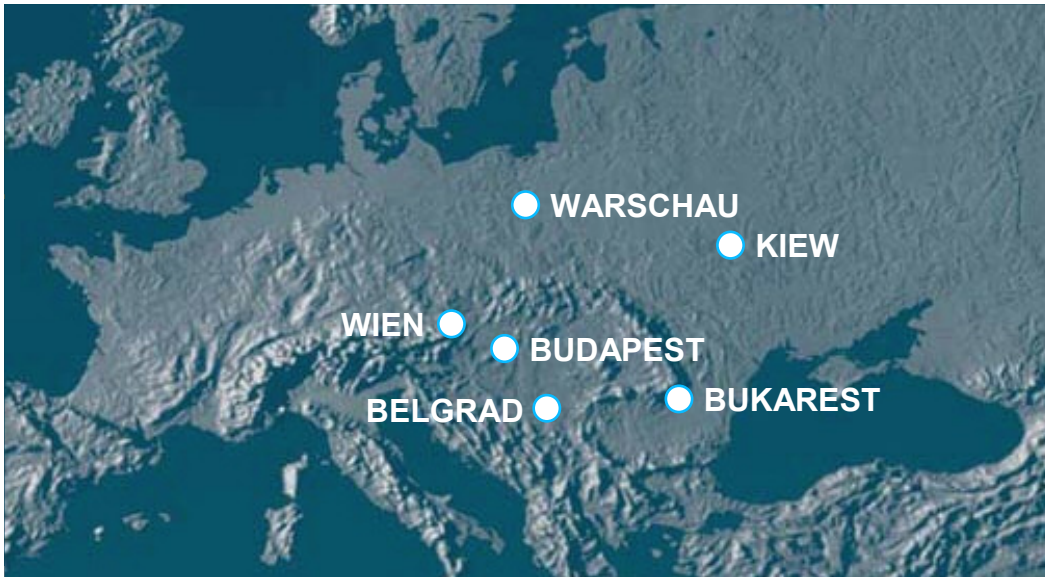 WARSCHAU
KIEW
WIEN
BUDAPEST
BUKAREST
BELGRAD